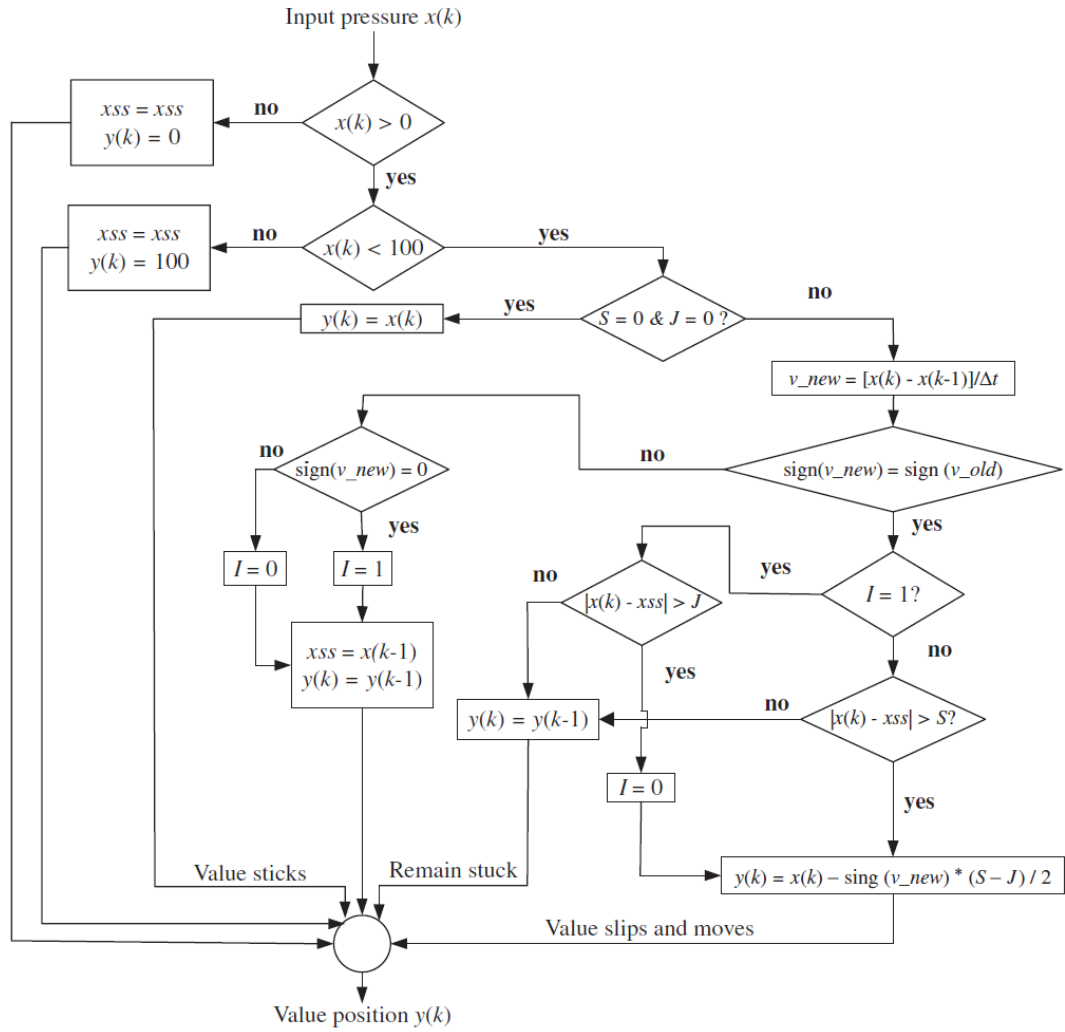 Input pressure x(k)
xss = xss
y(k) = 0
no
x(k) > 0
yes
xss = xss
y(k) = 100
no
x(k) < 100
yes
y(k) = x(k)
yes
S = 0 & J = 0 ?
no
v_new = [x(k) - x(k-1)]/Δt
no
sign(v_new) = 0
no
sign(v_new) = sign (v_old)
yes
yes
I = 0
I = 1
no
|x(k) - xss| > J
yes
I = 1?
no
xss = x(k-1)
y(k) = y(k-1)
yes
y(k) = y(k-1)
no
|x(k) - xss| > S?
I = 0
yes
Value sticks
Remain stuck
y(k) = x(k) – sing (v_new) * (S – J) / 2
Value slips and moves
Value position y(k)